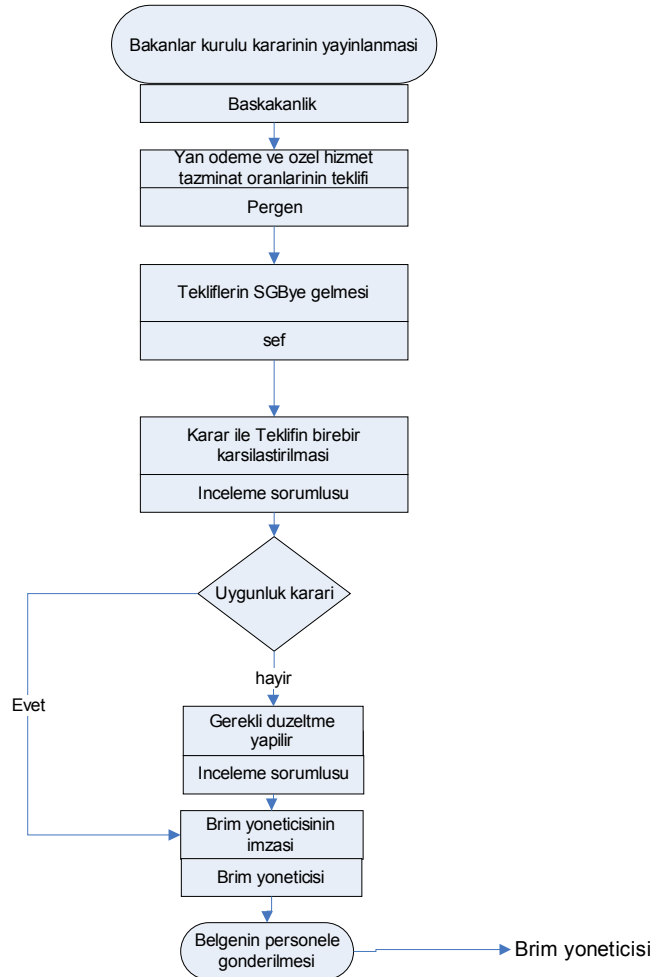 Bakanlar kurulu kararinin yayinlanmasi
Baskakanlik
Yan odeme ve ozel hizmet
tazminat oranlarinin teklifi
Pergen
Tekliflerin SGBye gelmesi
sef
Karar ile Teklifin birebir
karsilastirilmasi
Inceleme sorumlusu
Uygunluk karari
hayir
Evet
Gerekli duzeltme
yapilir
Inceleme sorumlusu
Brim yoneticisinin
imzasi
Brim yoneticisi
Belgenin personele
gonderilmesi
Brim yoneticisi